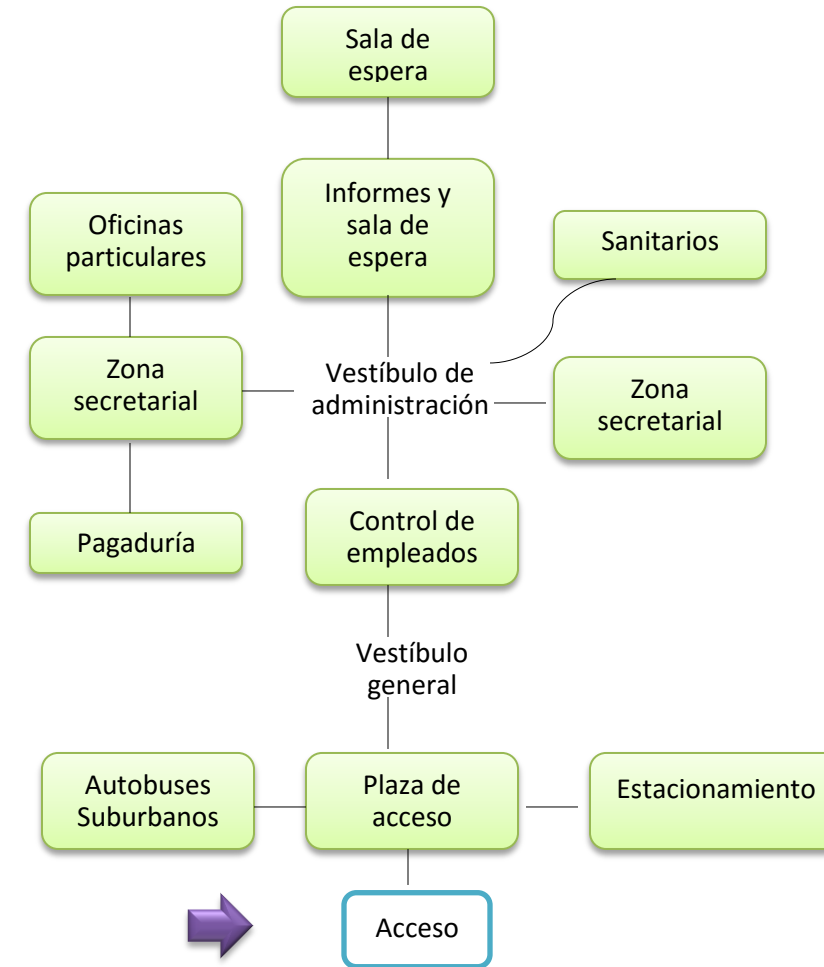 Sala de
espera
Informes y
sala de
espera
Oficinas
particulares
Sanitarios
Zona
secretarial
Vestíbulo de
administración
Zona
secretarial
Pagaduría
Control de
empleados
Vestíbulo
general
Autobuses
Suburbanos
Plaza de
acceso
Estacionamiento
Acceso